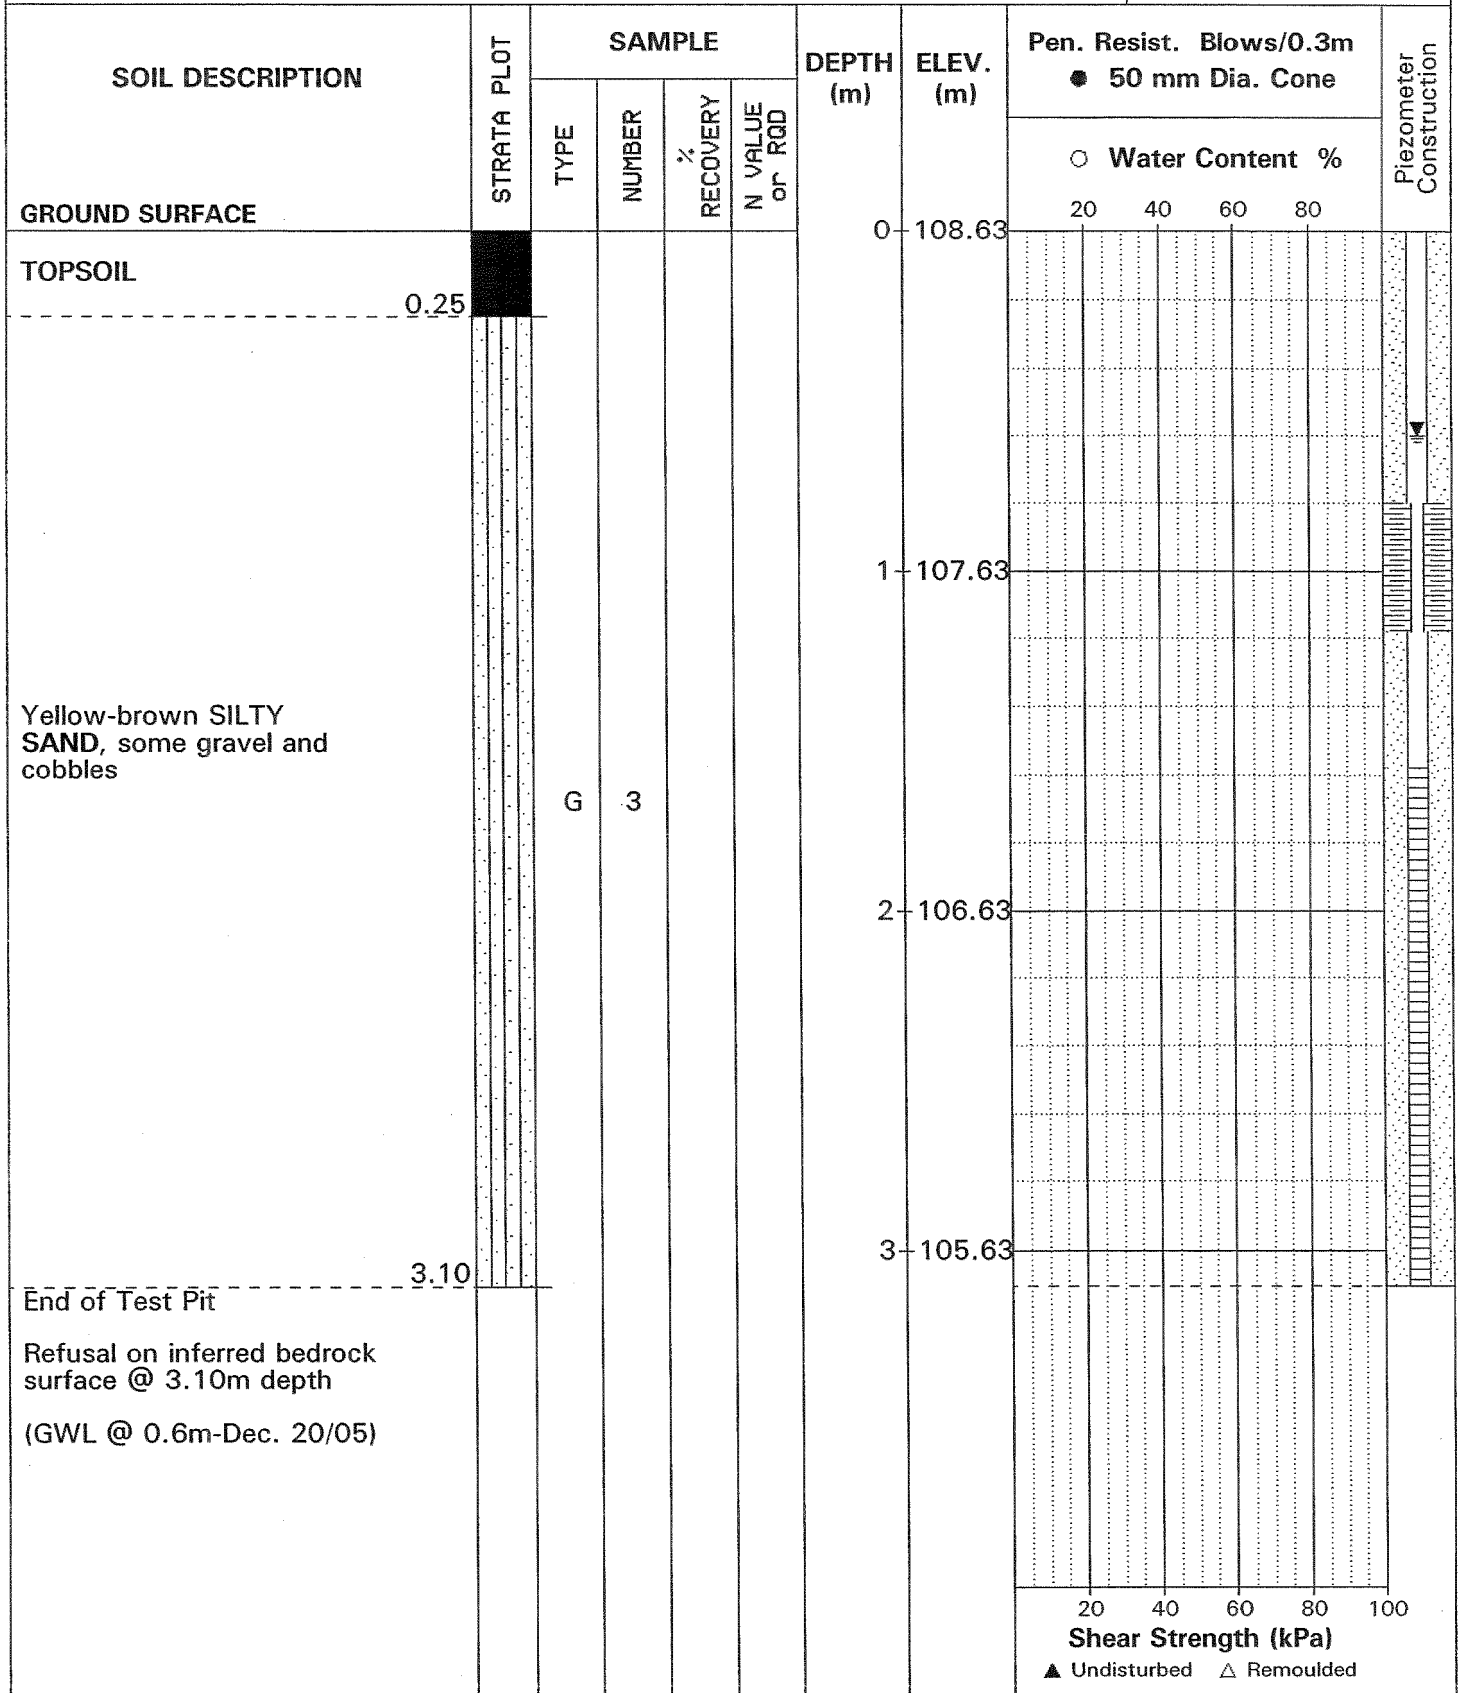 SOIL DESCRIPTION
GROUND SURFACE
STRATA PLOT
SAMPLE
TYPE
NUMBER
% RECOVERY
N VALUE or RQD
DEPTH (m)
ELEV. (m)
Pen. Resist. Blows/0.3m
● 50 mm Dia. Cone
○ Water Content %
20 40 60 80
Piezometer Construction
0 108.63
TOPSOIL
0.25
1 107.63
Yellow-brown SILTY
SAND, some gravel and
cobbles
G 3
2 106.63
3 105.63
3.10
End of Test Pit
Refusal on inferred bedrock
surface @ 3.10m depth
(GWL @ 0.6m-Dec. 20/05)
20 40 60 80 100
Shear Strength (kPa)
▲ Undisturbed △ Remoulded